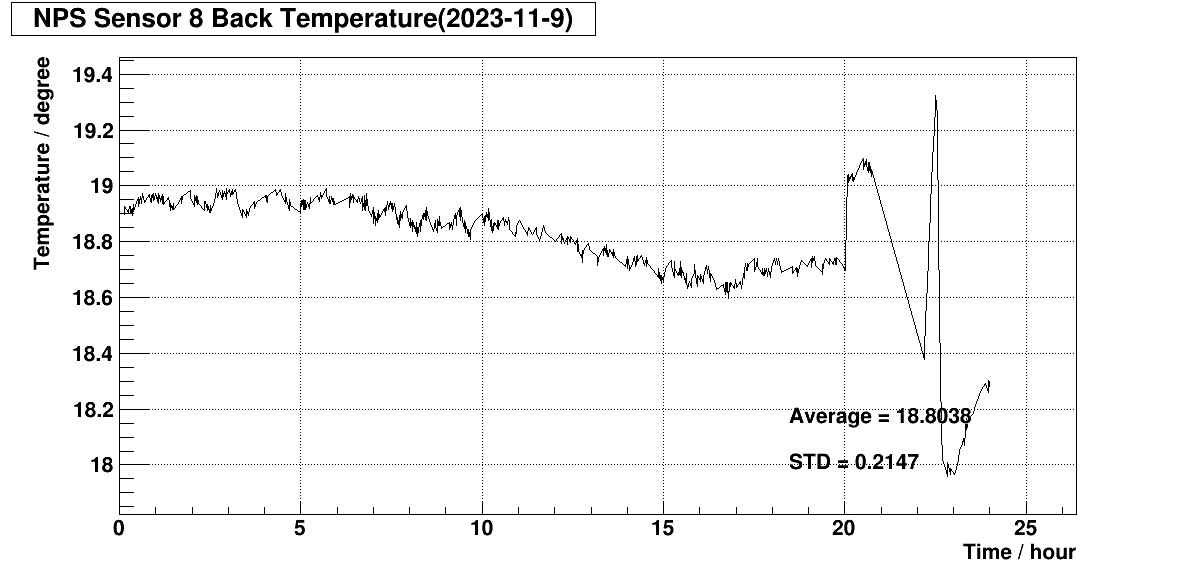 NPS Sensor 8 Back Temperature(2023-11-9)
Temperature / degree
19.4
19.2
19
18.8
18.6
18.4
18.2
18
Average = 18.8038
STD = 0.2147
0 5 10 15 20 25
Time / hour